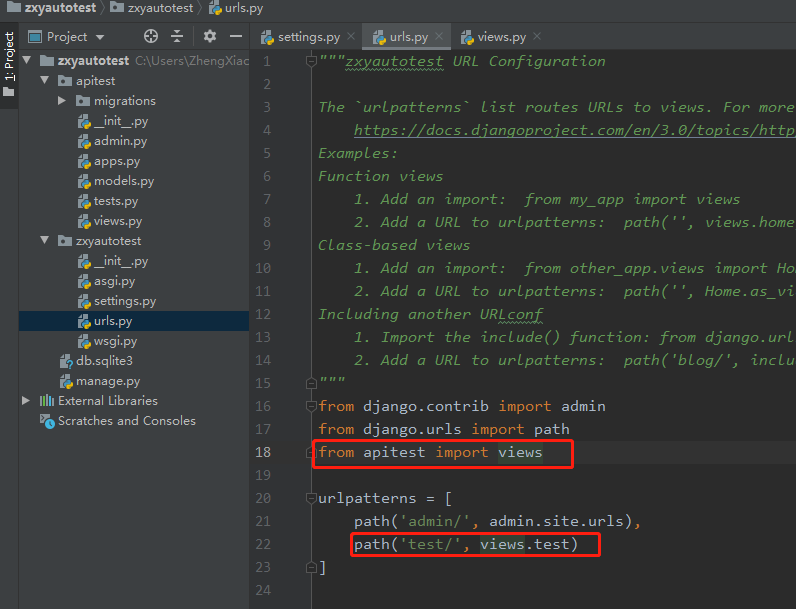 zxyautotest zxyautotest urls.py
1: Project
Project
zxyautotest C:\Users\ZhengXiao
apitest
migrations
__init__.py
admin.py
apps.py
models.py
tests.py
views.py
zxyautotest
__init__.py
asgi.py
settings.py
urls.py
wsgi.py
db.sqlite3
manage.py
External Libraries
Scratches and Consoles
settings.py urls.py views.py
1 """zxyautotest URL Configuration
2
3 The `urlpatterns` list routes URLs to views. For more
4 https://docs.djangoproject.com/en/3.0/topics/http
5 Examples:
6 Function views
7 1. Add an import:  from my_app import views
8 2. Add a URL to urlpatterns:  path('', views.home
9 Class-based views
10 1. Add an import:  from other_app.views import Ho
11 2. Add a URL to urlpatterns:  path('', Home.as_vi
12 Including another URLconf
13 1. Import the include() function: from django.url
14 2. Add a URL to urlpatterns:  path('blog/', inclu
15 """
16 from django.contrib import admin
17 from django.urls import path
18 from apitest import views
19
20 urlpatterns = [
21 path('admin/', admin.site.urls),
22 path('test/', views.test)
23 ]
24